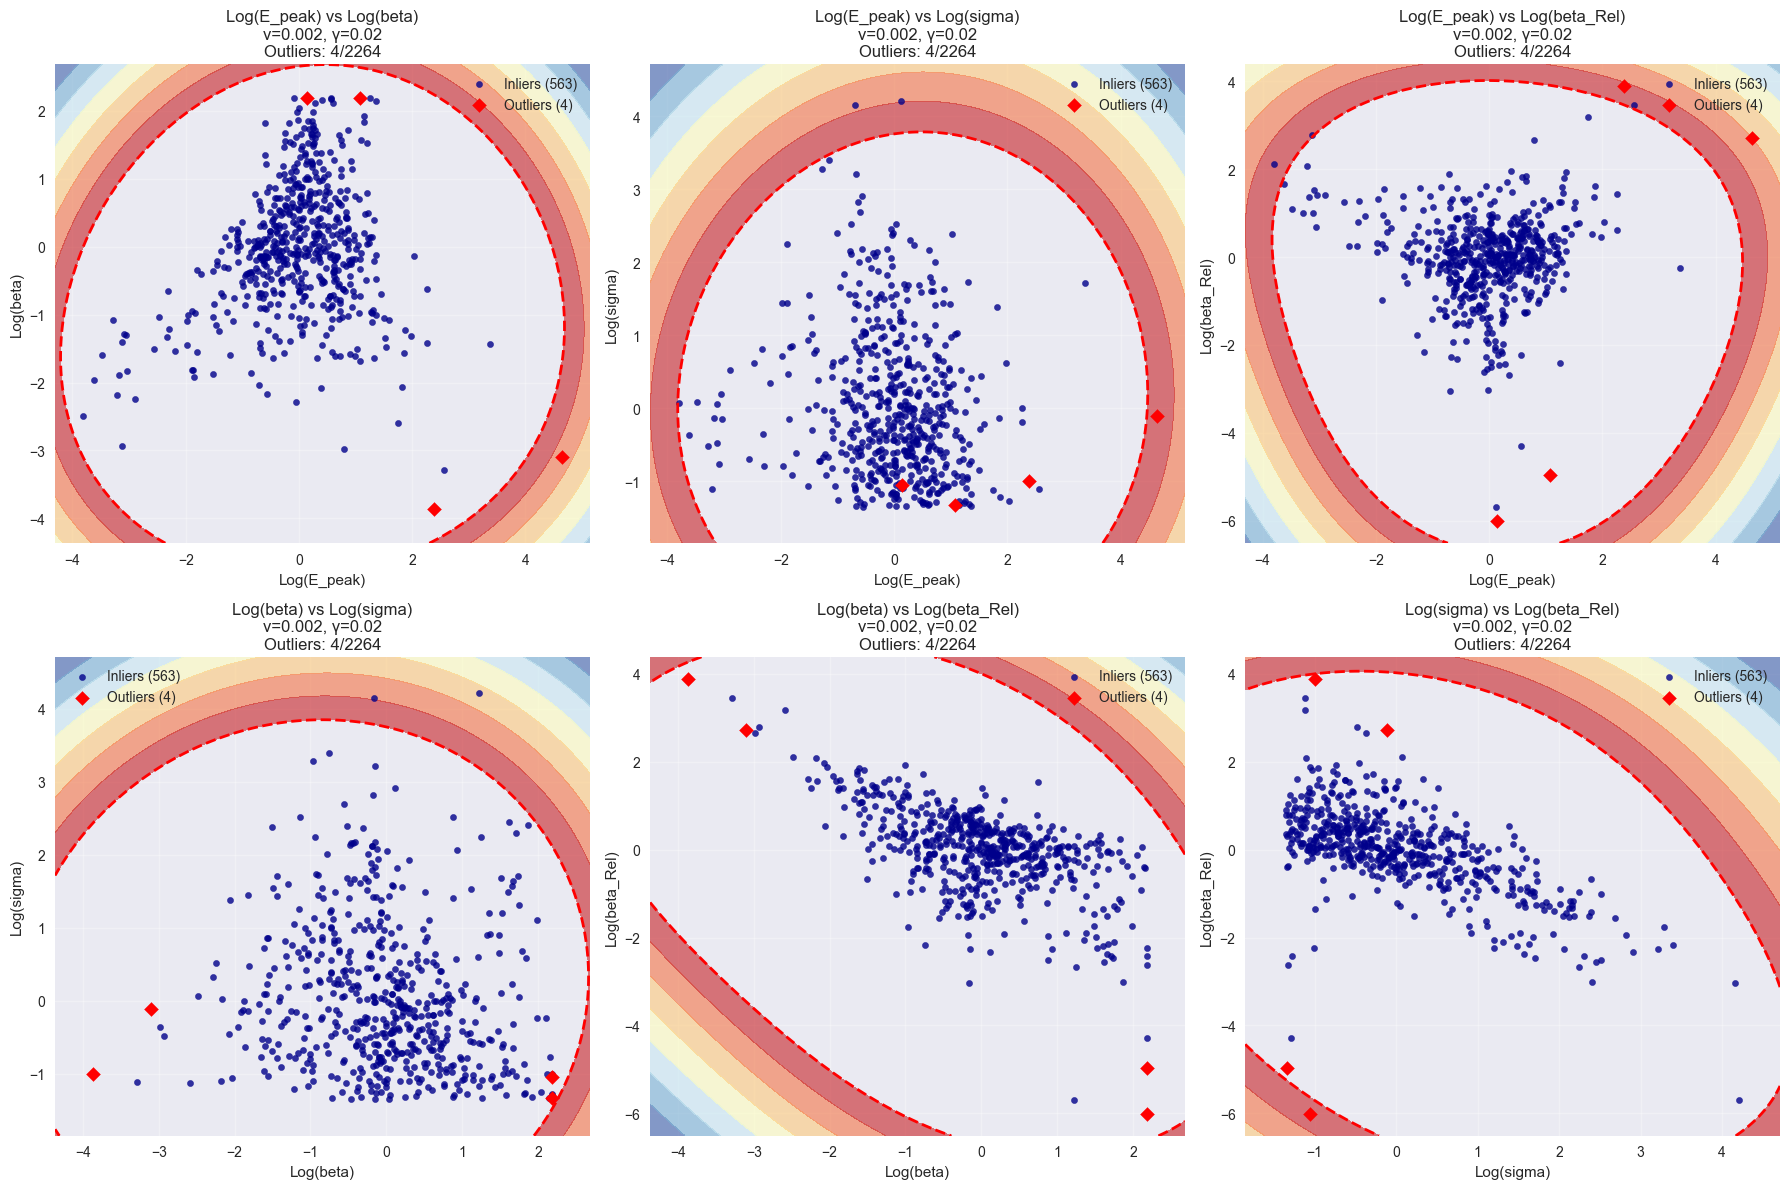 Log(E_peak) vs Log(beta)
ν=0.002, γ=0.02
Outliers: 4/2264
Inliers (563)
Outliers (4)
2
1
0
−1
−2
−3
−4
Log(beta)
−4 −2 0 2 4
Log(E_peak)
Log(E_peak) vs Log(sigma)
ν=0.002, γ=0.02
Outliers: 4/2264
Inliers (563)
Outliers (4)
4
3
2
1
0
−1
Log(sigma)
−4 −2 0 2 4
Log(E_peak)
Log(E_peak) vs Log(beta_Rel)
ν=0.002, γ=0.02
Outliers: 4/2264
Inliers (563)
Outliers (4)
4
2
0
−2
−4
−6
Log(beta_Rel)
−4 −2 0 2 4
Log(E_peak)
Log(beta) vs Log(sigma)
ν=0.002, γ=0.02
Outliers: 4/2264
Inliers (563)
Outliers (4)
4
3
2
1
0
−1
Log(sigma)
−4 −3 −2 −1 0 1 2
Log(beta)
Log(beta) vs Log(beta_Rel)
ν=0.002, γ=0.02
Outliers: 4/2264
Inliers (563)
Outliers (4)
4
2
0
−2
−4
−6
Log(beta_Rel)
−4 −3 −2 −1 0 1 2
Log(beta)
Log(sigma) vs Log(beta_Rel)
ν=0.002, γ=0.02
Outliers: 4/2264
Inliers (563)
Outliers (4)
4
2
0
−2
−4
−6
Log(beta_Rel)
−1 0 1 2 3 4
Log(sigma)